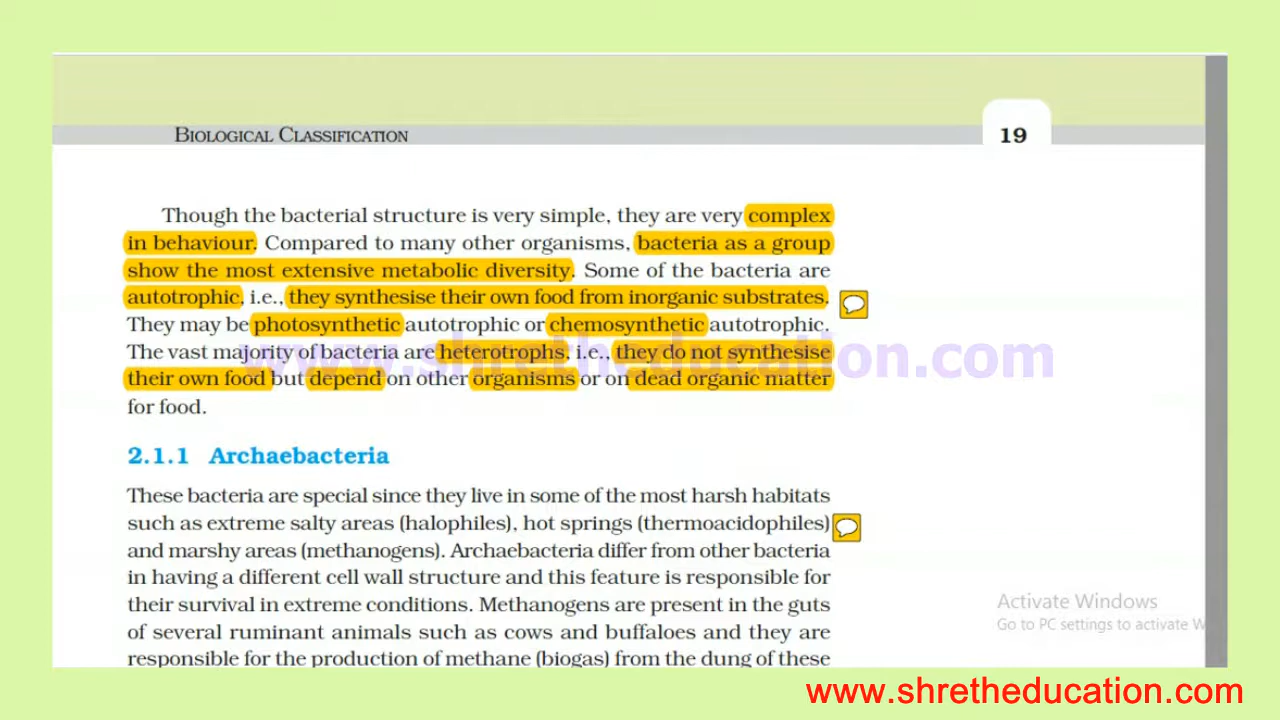 BIOLOGICAL CLASSIFICATION
19
Though the bacterial structure is very simple, they are very complex
in behaviour. Compared to many other organisms, bacteria as a group
show the most extensive metabolic diversity. Some of the bacteria are
autotrophic, i.e., they synthesise their own food from inorganic substrates.
They may be photosynthetic autotrophic or chemosynthetic autotrophic.
The vast majority of bacteria are heterotrophs, i.e., they do not synthesise
www.shretheducation.com
their own food but depend on other organisms or on dead organic matter
for food.
2.1.1 Archaebacteria
These bacteria are special since they live in some of the most harsh habitats
such as extreme salty areas (halophiles), hot springs (thermoacidophiles)
and marshy areas (methanogens). Archaebacteria differ from other bacteria
in having a different cell wall structure and this feature is responsible for
their survival in extreme conditions. Methanogens are present in the guts
of several ruminant animals such as cows and buffaloes and they are
responsible for the production of methane (biogas) from the dung of these
Activate Windows
Go to PC settings to activate W
www.shretheducation.com